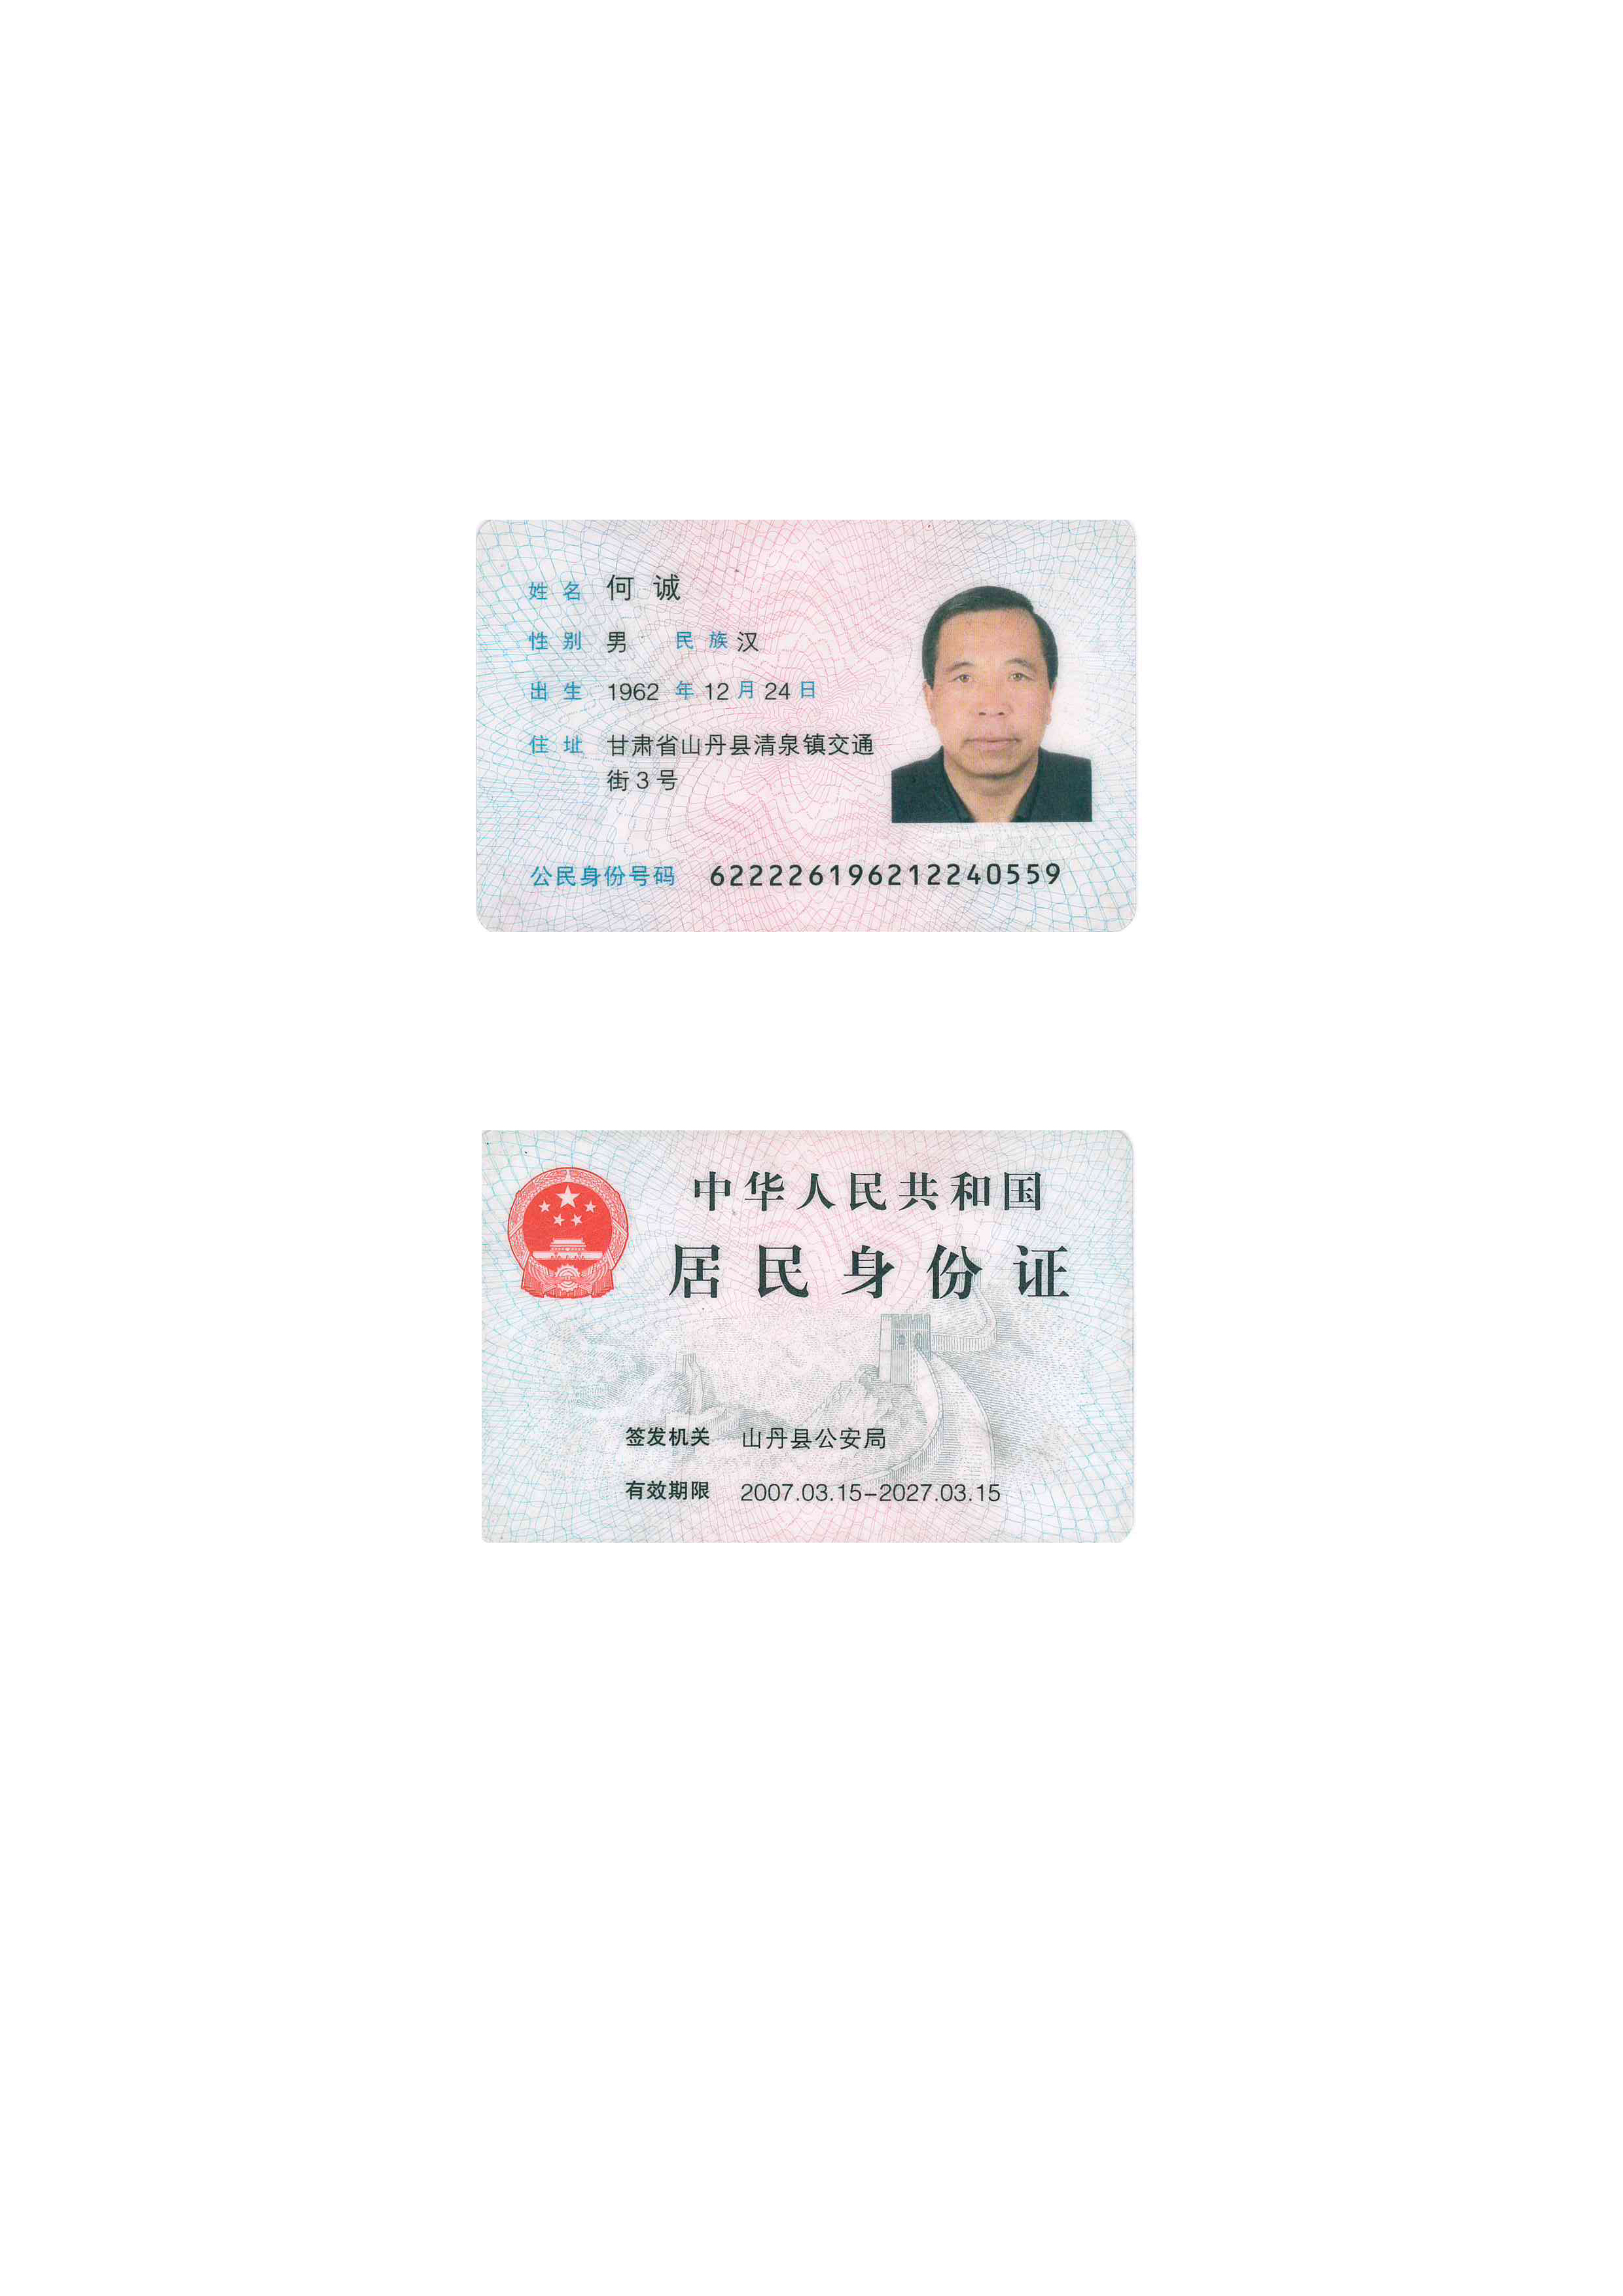 姓名 何诚
性别 男 民族 汉
出生 1962 年 12 月 24 日
住址 甘肃省山丹县清泉镇交通
街3号
公民身份号码 622226196212240559
中华人民共和国
居民身份证
签发机关 山丹县公安局
有效期限 2007.03.15-2027.03.15